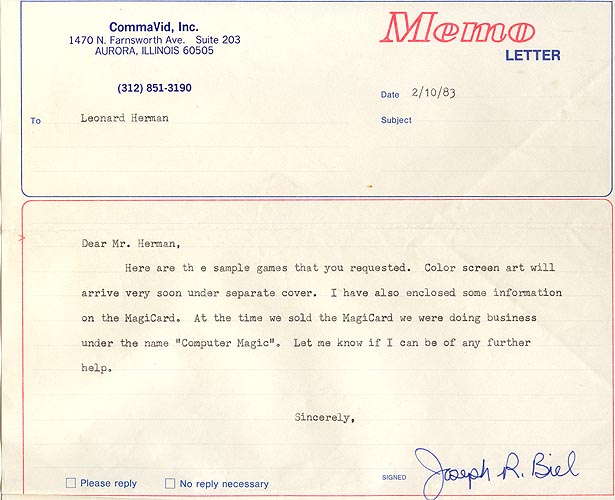 CommaVid, Inc.
1470 N. Farnsworth Ave. Suite 203
AURORA, ILLINOIS 60505
(312) 851-3190
Memo
LETTER
Date 2/10/83
To Leonard Herman
Subject
Dear Mr. Herman,
Here are th e sample games that you requested. Color screen art will
arrive very soon under separate cover. I have also enclosed some information
on the MagiCard. At the time we sold the MagiCard we were doing business
under the name "Computer Magic". Let me know if I can be of any further
help.
Sincerely,
Please reply No reply necessary
SIGNED Joseph R. Biel